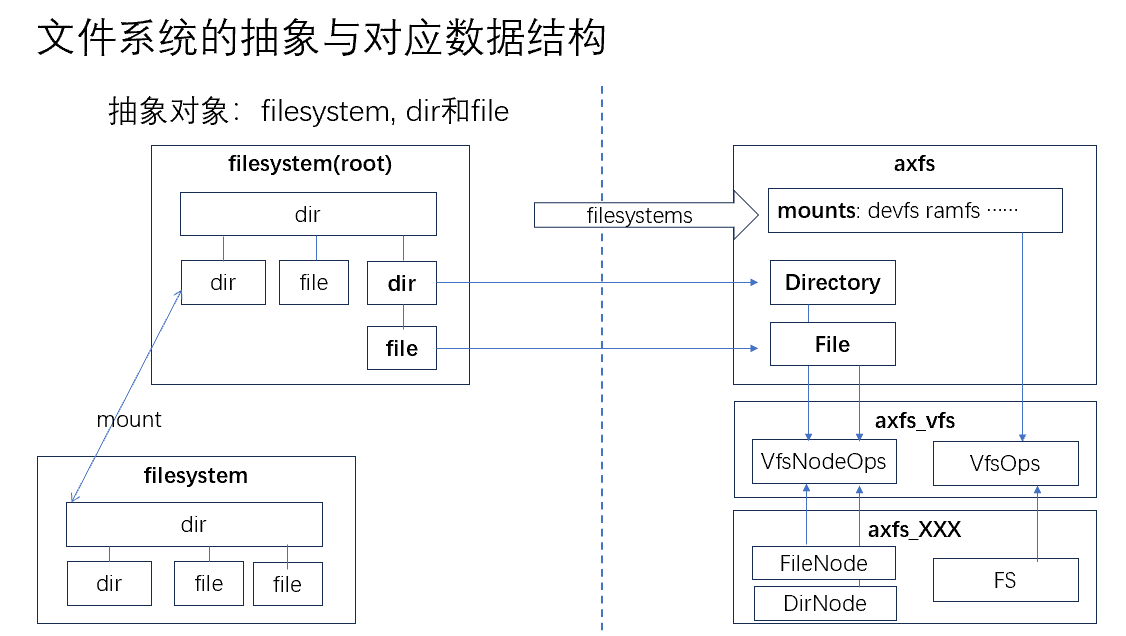 文件系统的抽象与对应数据结构
抽象对象：filesystem, dir和file
filesystem(root)
dir
dir
file
dir
file
mount
filesystem
dir
dir
file
file
filesystems
axfs
mounts: devfs ramfs ……
Directory
File
axfs_vfs
VfsNodeOps
VfsOps
axfs_XXX
FileNode
DirNode
FS